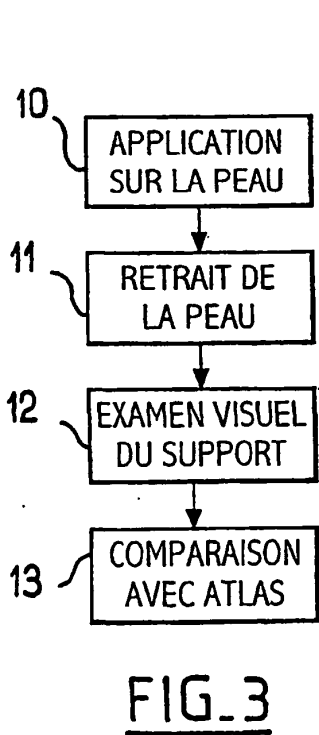 10
APPLICATION
SUR LA PEAU
11
RETRAIT DE
LA PEAU
12
EXAMEN VISUEL
DU SUPPORT
13
COMPARAISON
AVEC ATLAS
FIG_3